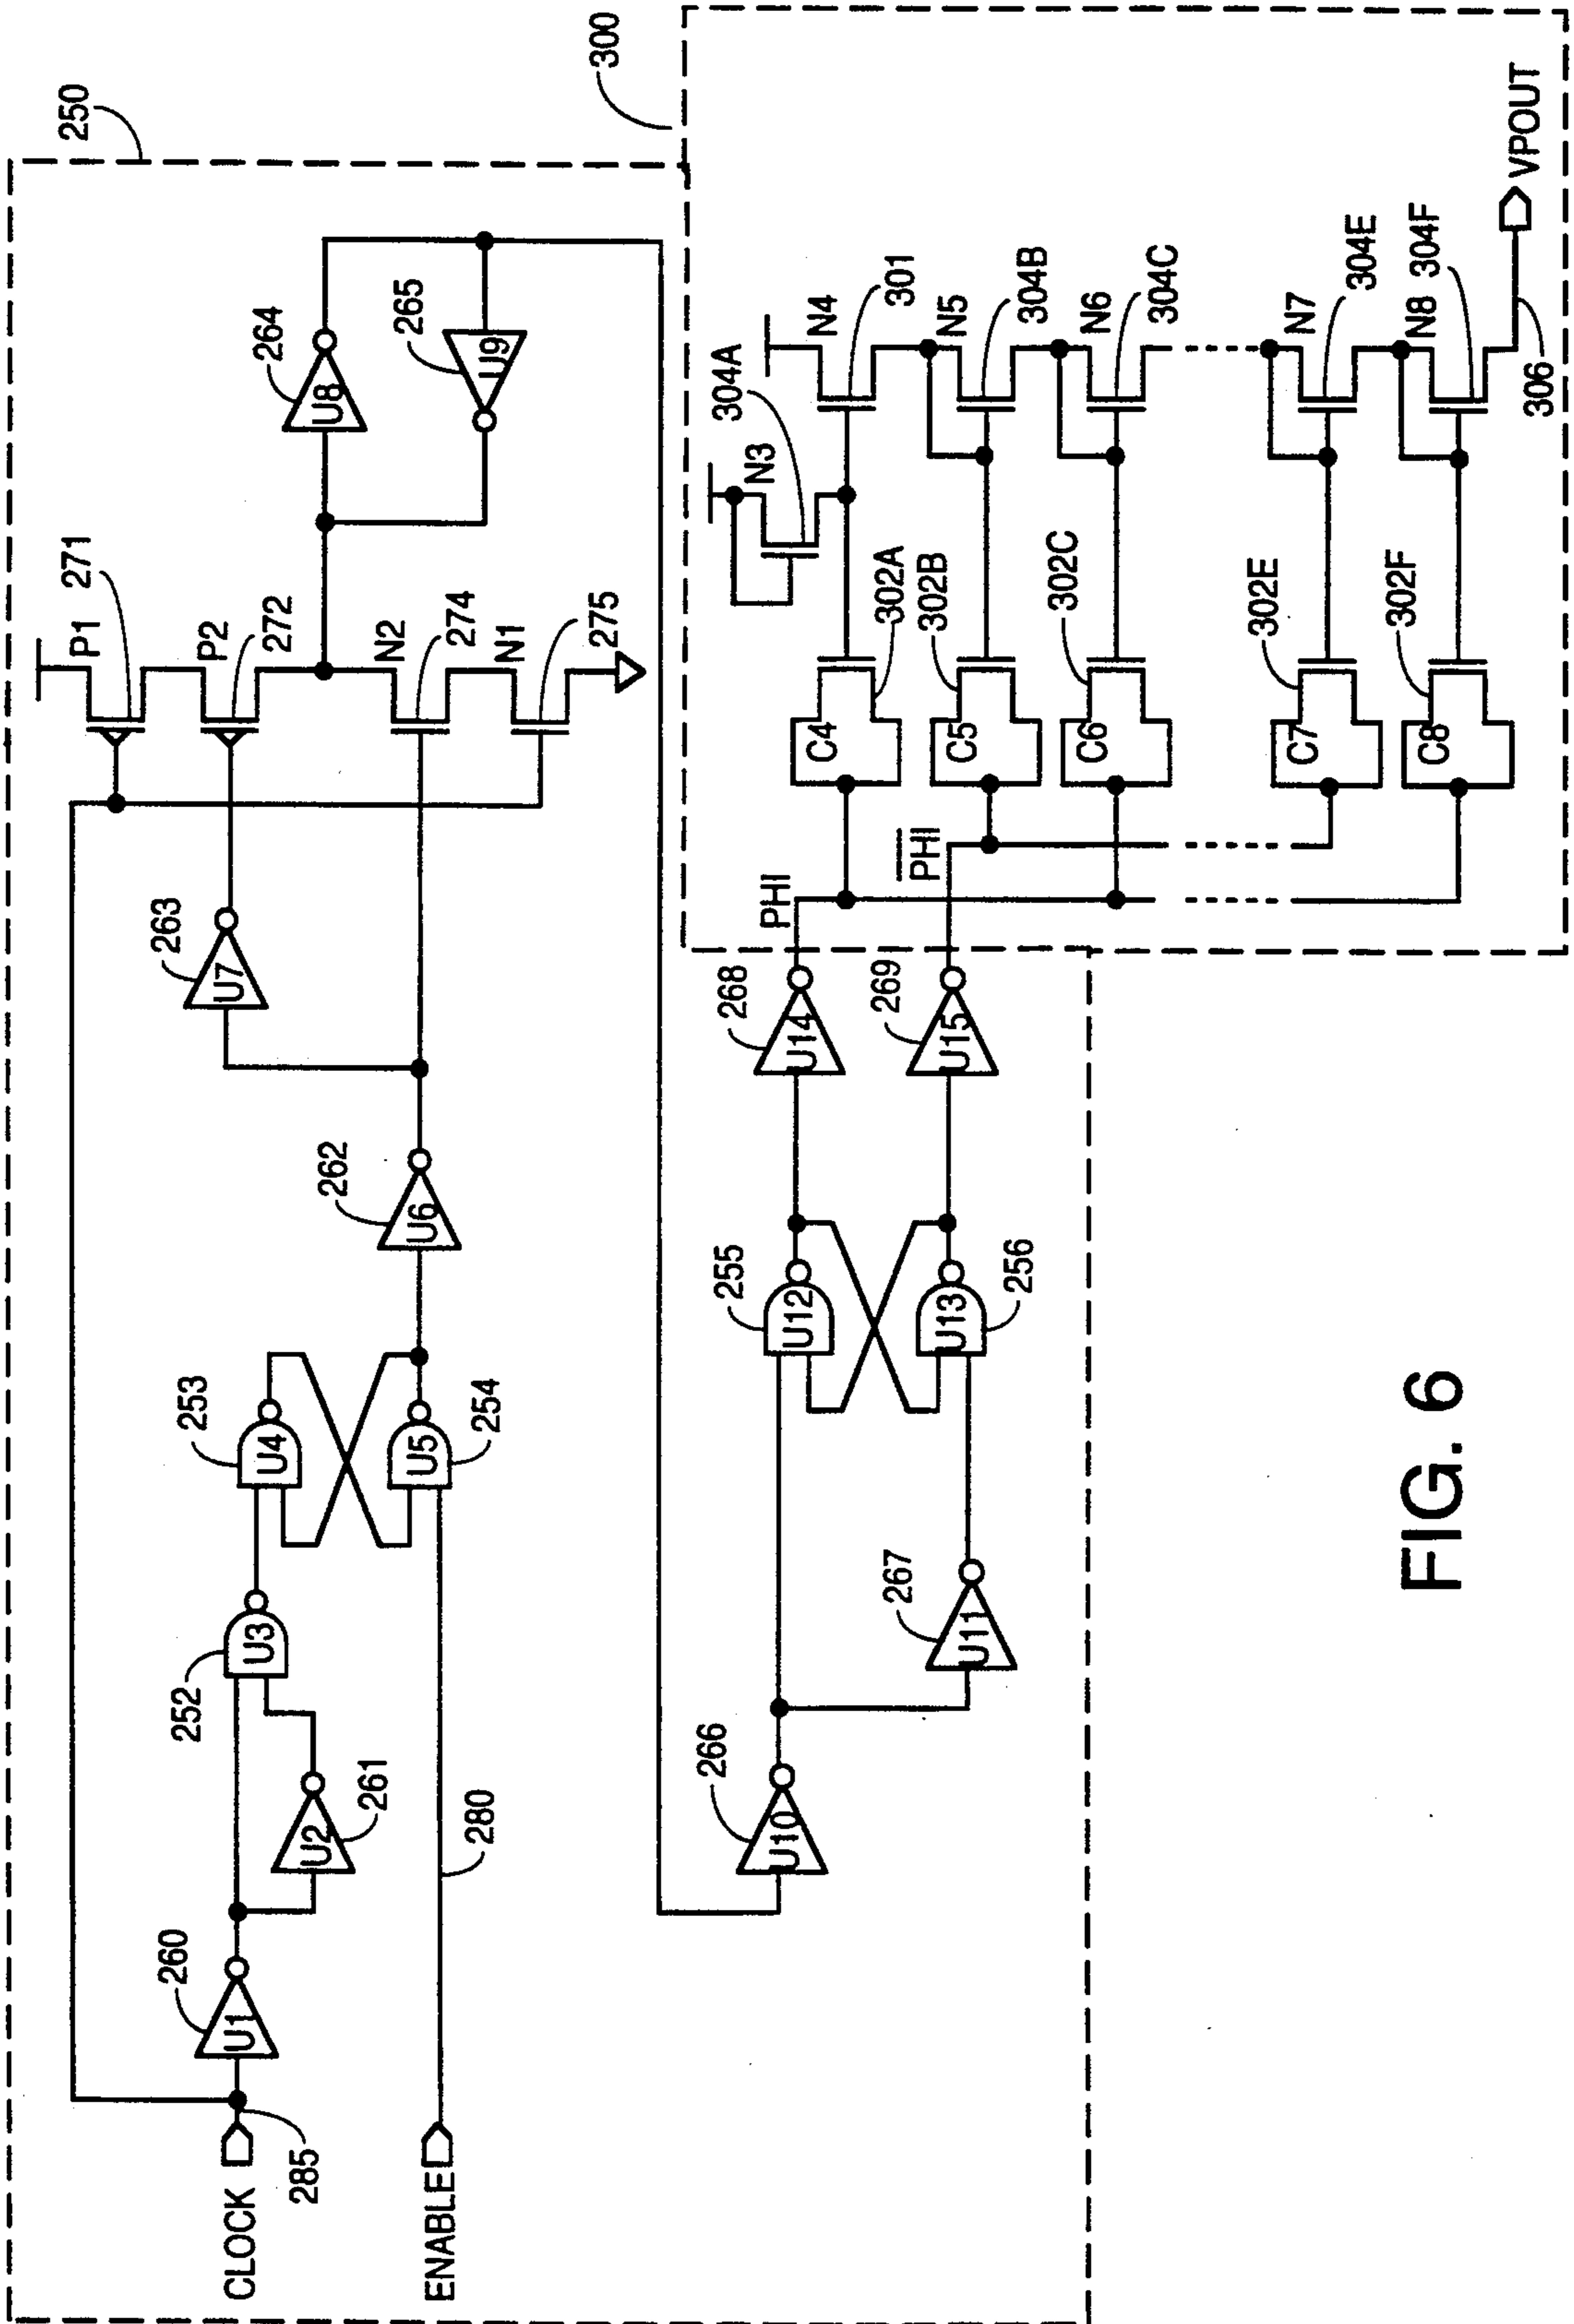 250
271
P1
264
P2
272
263
U7
U8
265
U9
N2
274
N1
275
262
U6
253
U4
U5
254
252
U3
260
U1
U2
261
280
CLOCK
285
ENABLE
300
304A
N3
N4
301
N5
304B
N6
304C
N7
304E
N8
304F
306
VPOUT
C4
302A
302B
C5
302C
C6
302E
C7
302F
C8
PHI
PHI
268
U14
269
U15
255
U12
U13
256
267
U11
266
U10
FIG. 6